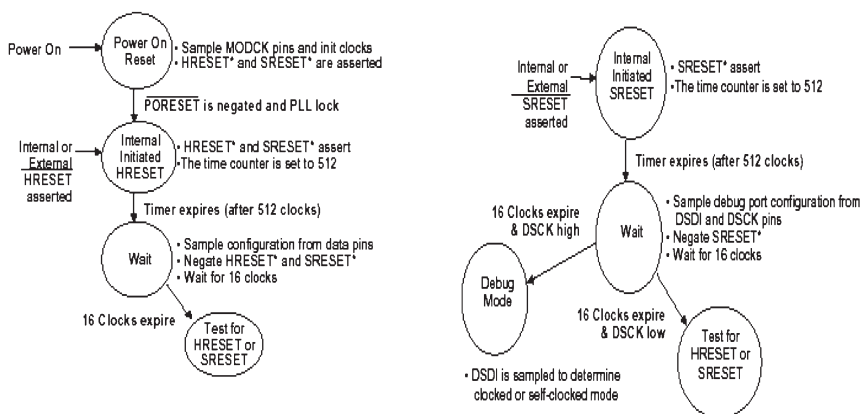 Power On
Power On
Reset
• Sample MODCK pins and init clocks
• HRESET* and SRESET* are asserted
PORESET is negated and PLL lock
Internal or
External
HRESET
asserted
Internal
Initiated
HRESET
• HRESET* and SRESET* assert
• The time counter is set to 512
Timer expires (after 512 clocks)
Wait
• Sample configuration from data pins
• Negate HRESET* and SRESET*
• Wait for 16 clocks
16 Clocks expire
Test for
HRESET or
SRESET
Internal or
External
SRESET
asserted
Internal
Initiated
SRESET
• SRESET* assert
• The time counter is set to 512
Timer expires (after 512 clocks)
16 Clocks expire
& DSCK high
Wait
• Sample debug port configuration from
DSDI and DSCK pins
• Negate SRESET*
• Wait for 16 clocks
Debug
Mode
16 Clocks expire
& DSCK low
Test for
HRESET or
SRESET
• DSDI is sampled to determine
clocked or self-clocked mode